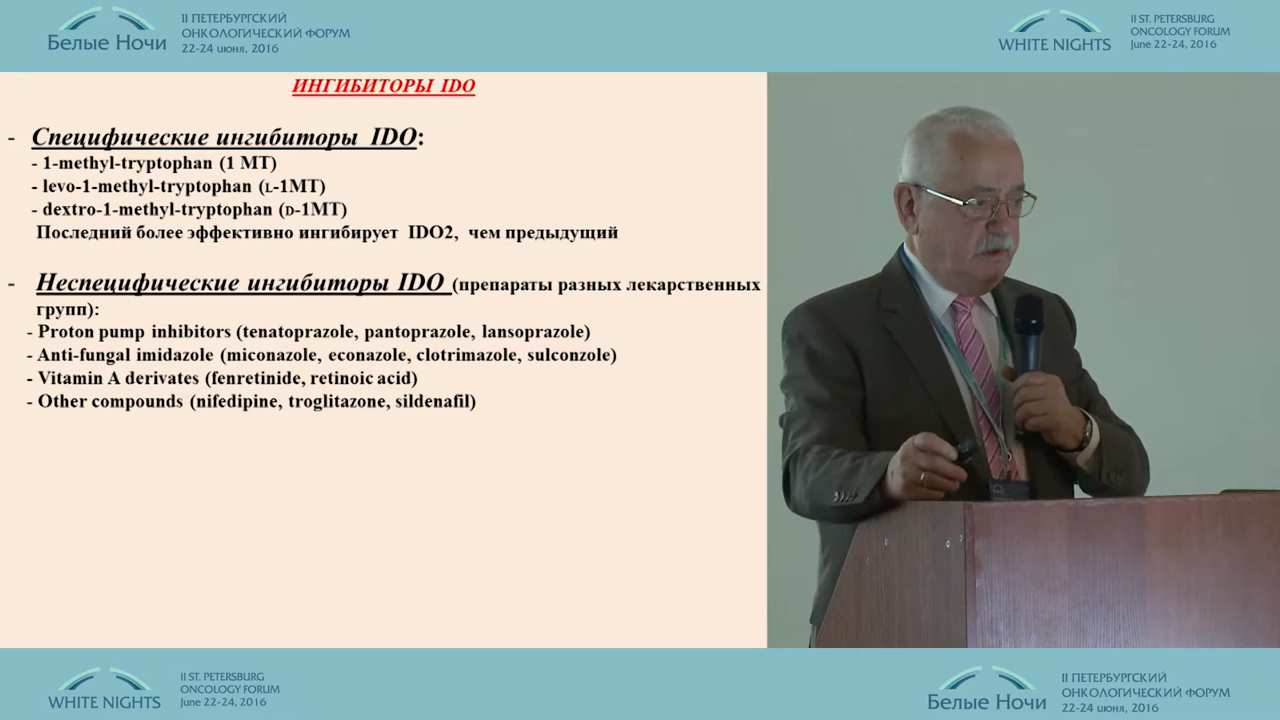 Белые Ночи
II ПЕТЕРБУРГСКИЙ
ОНКОЛОГИЧЕСКИЙ ФОРУМ
22-24 июня, 2016
WHITE NIGHTS
II ST. PETERSBURG
ONCOLOGY FORUM
June 22-24, 2016
ИНГИБИТОРЫ IDO
- Специфические ингибиторы IDO:
- 1-methyl-tryptophan (1 MT)
- levo-1-methyl-tryptophan (L-1MT)
- dextro-1-methyl-tryptophan (D-1MT)
Последний более эффективно ингибирует IDO2, чем предыдущий
- Неспецифические ингибиторы IDO (препараты разных лекарственных
групп):
- Proton pump inhibitors (tenatoprazole, pantoprazole, lansoprazole)
- Anti-fungal imidazole (miconazole, econazole, clotrimazole, sulconzole)
- Vitamin A derivates (fenretinide, retinoic acid)
- Other compounds (nifedipine, troglitazone, sildenafil)
WHITE NIGHTS
II ST. PETERSBURG
ONCOLOGY FORUM
June 22-24, 2016
Белые Ночи
II ПЕТЕРБУРГСКИЙ
ОНКОЛОГИЧЕСКИЙ ФОРУМ
22-24 июня, 2016